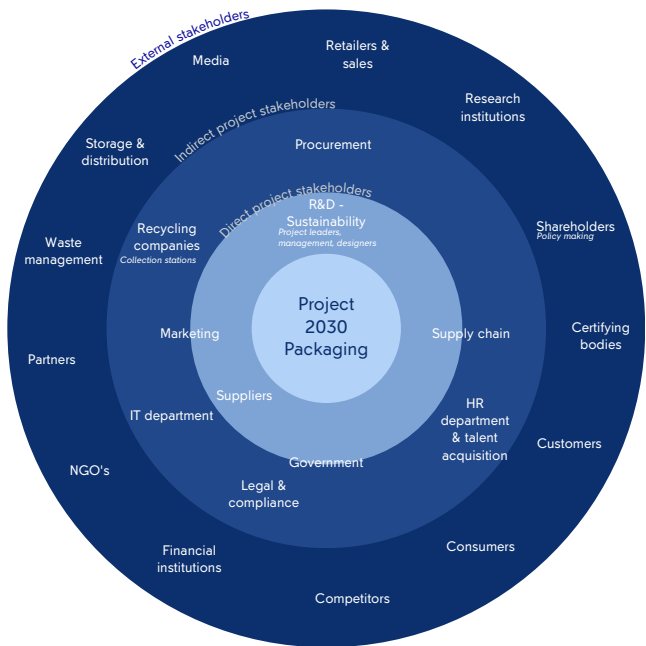 External stakeholders
Media
Retailers &
sales
Research
institutions
Indirect project stakeholders
Procurement
Storage &
distribution
Direct project stakeholders
R&D -
Sustainability
Project leaders,
management, designers
Recycling
companies
Collection stations
Shareholders
Policy making
Waste
management
Project
2030
Packaging
Marketing
Supply chain
Certifying
bodies
Partners
Suppliers
IT department
HR
department
& talent
acquisition
Customers
Government
NGO's
Legal &
compliance
Financial
institutions
Consumers
Competitors